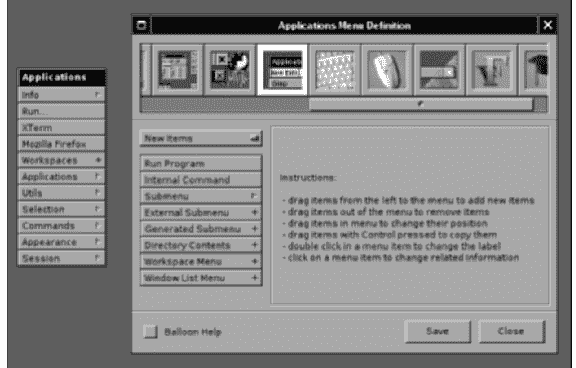 Applications
Info
Run...
XTerm
Mozilla Firefox
Workspaces
Applications
Utils
Selection
Commands
Appearance
Session
Applications Menu Definition
New Items
Run Program
Internal Command
Submenu
External Submenu
Generated Submenu
Directory Contents
Workspace Menu
Window List Menu
Instructions:
- drag items from the left to the menu to add new items
- drag items out of the menu to remove items
- drag items in menu to change their position
- drag items with Control pressed to copy them
- double click in a menu item to change the label
- click on a menu item to change related information
Balloon Help
Save
Close